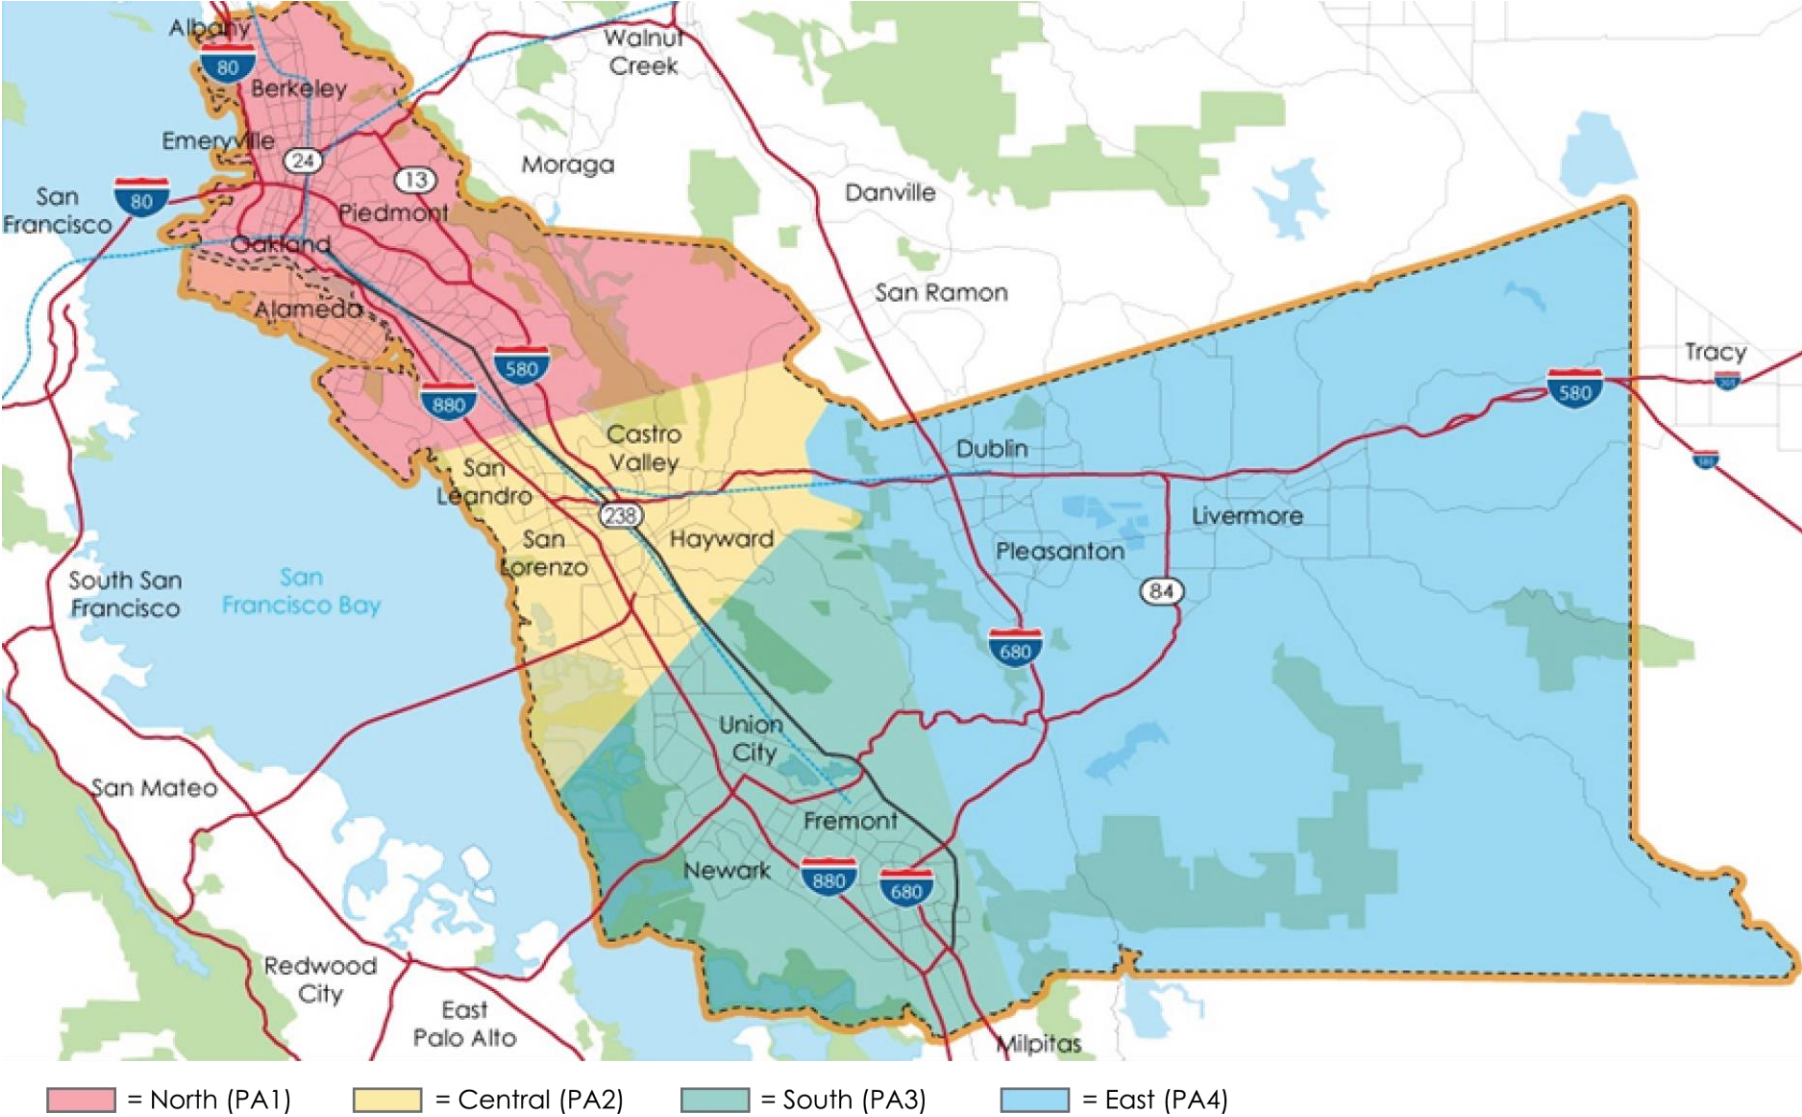 Albany
80
Berkeley
Walnut
Creek
Emeryville
24
Moraga
13
San
Francisco
80
Piedmont
Danville
Oakland
Alameda
San Ramon
Tracy
580
580
880
Castro
Valley
Dublin
San
Leandro
238
Hayward
Livermore
San
Lorenzo
Pleasanton
South San
Francisco
San
Francisco Bay
84
680
Union
City
San Mateo
Fremont
Newark
880
680
Redwood
City
East
Palo Alto
Milpitas
= North (PA1)
= Central (PA2)
= South (PA3)
= East (PA4)